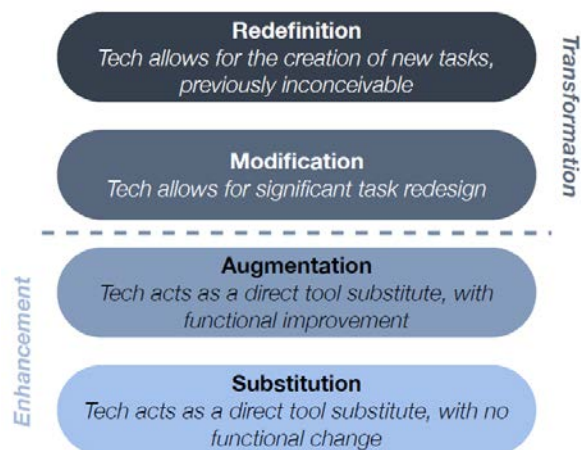 Redefinition
Tech allows for the creation of new tasks,
previously inconceivable
Transformation
Modification
Tech allows for significant task redesign
Enhancement
Augmentation
Tech acts as a direct tool substitute, with
functional improvement
Substitution
Tech acts as a direct tool substitute, with no
functional change